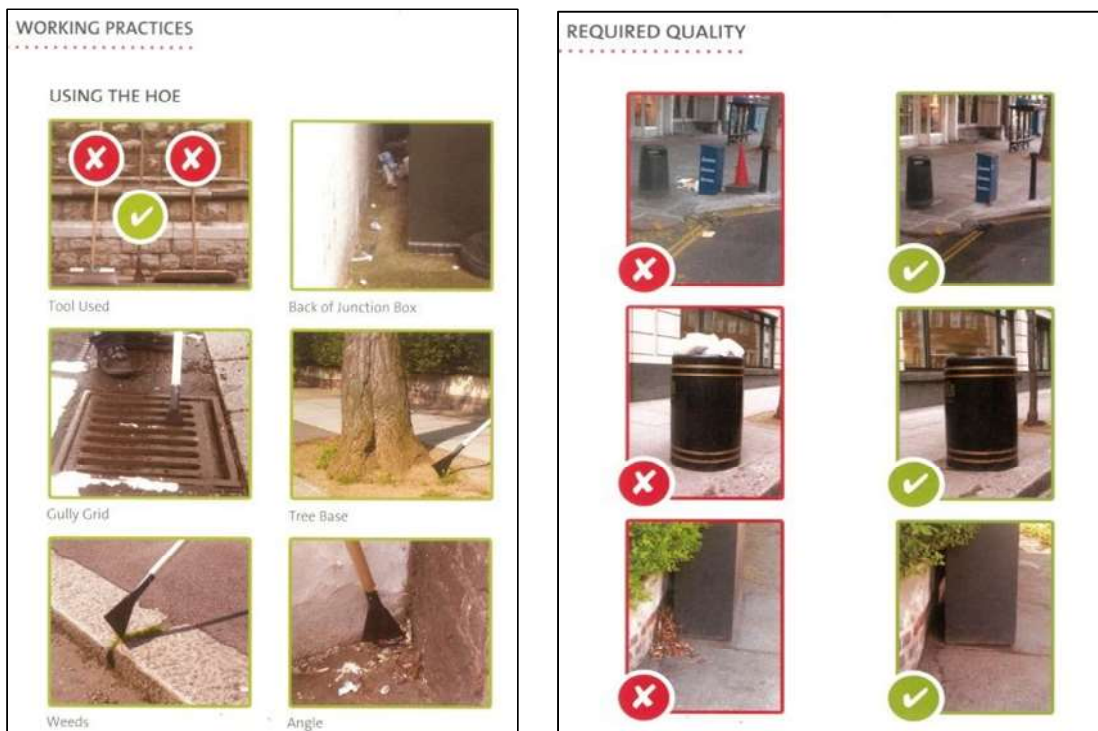 WORKING PRACTICES
USING THE HOE
Tool Used
Back of Junction Box
Gully Grid
Tree Base
Weeds
Angle
REQUIRED QUALITY